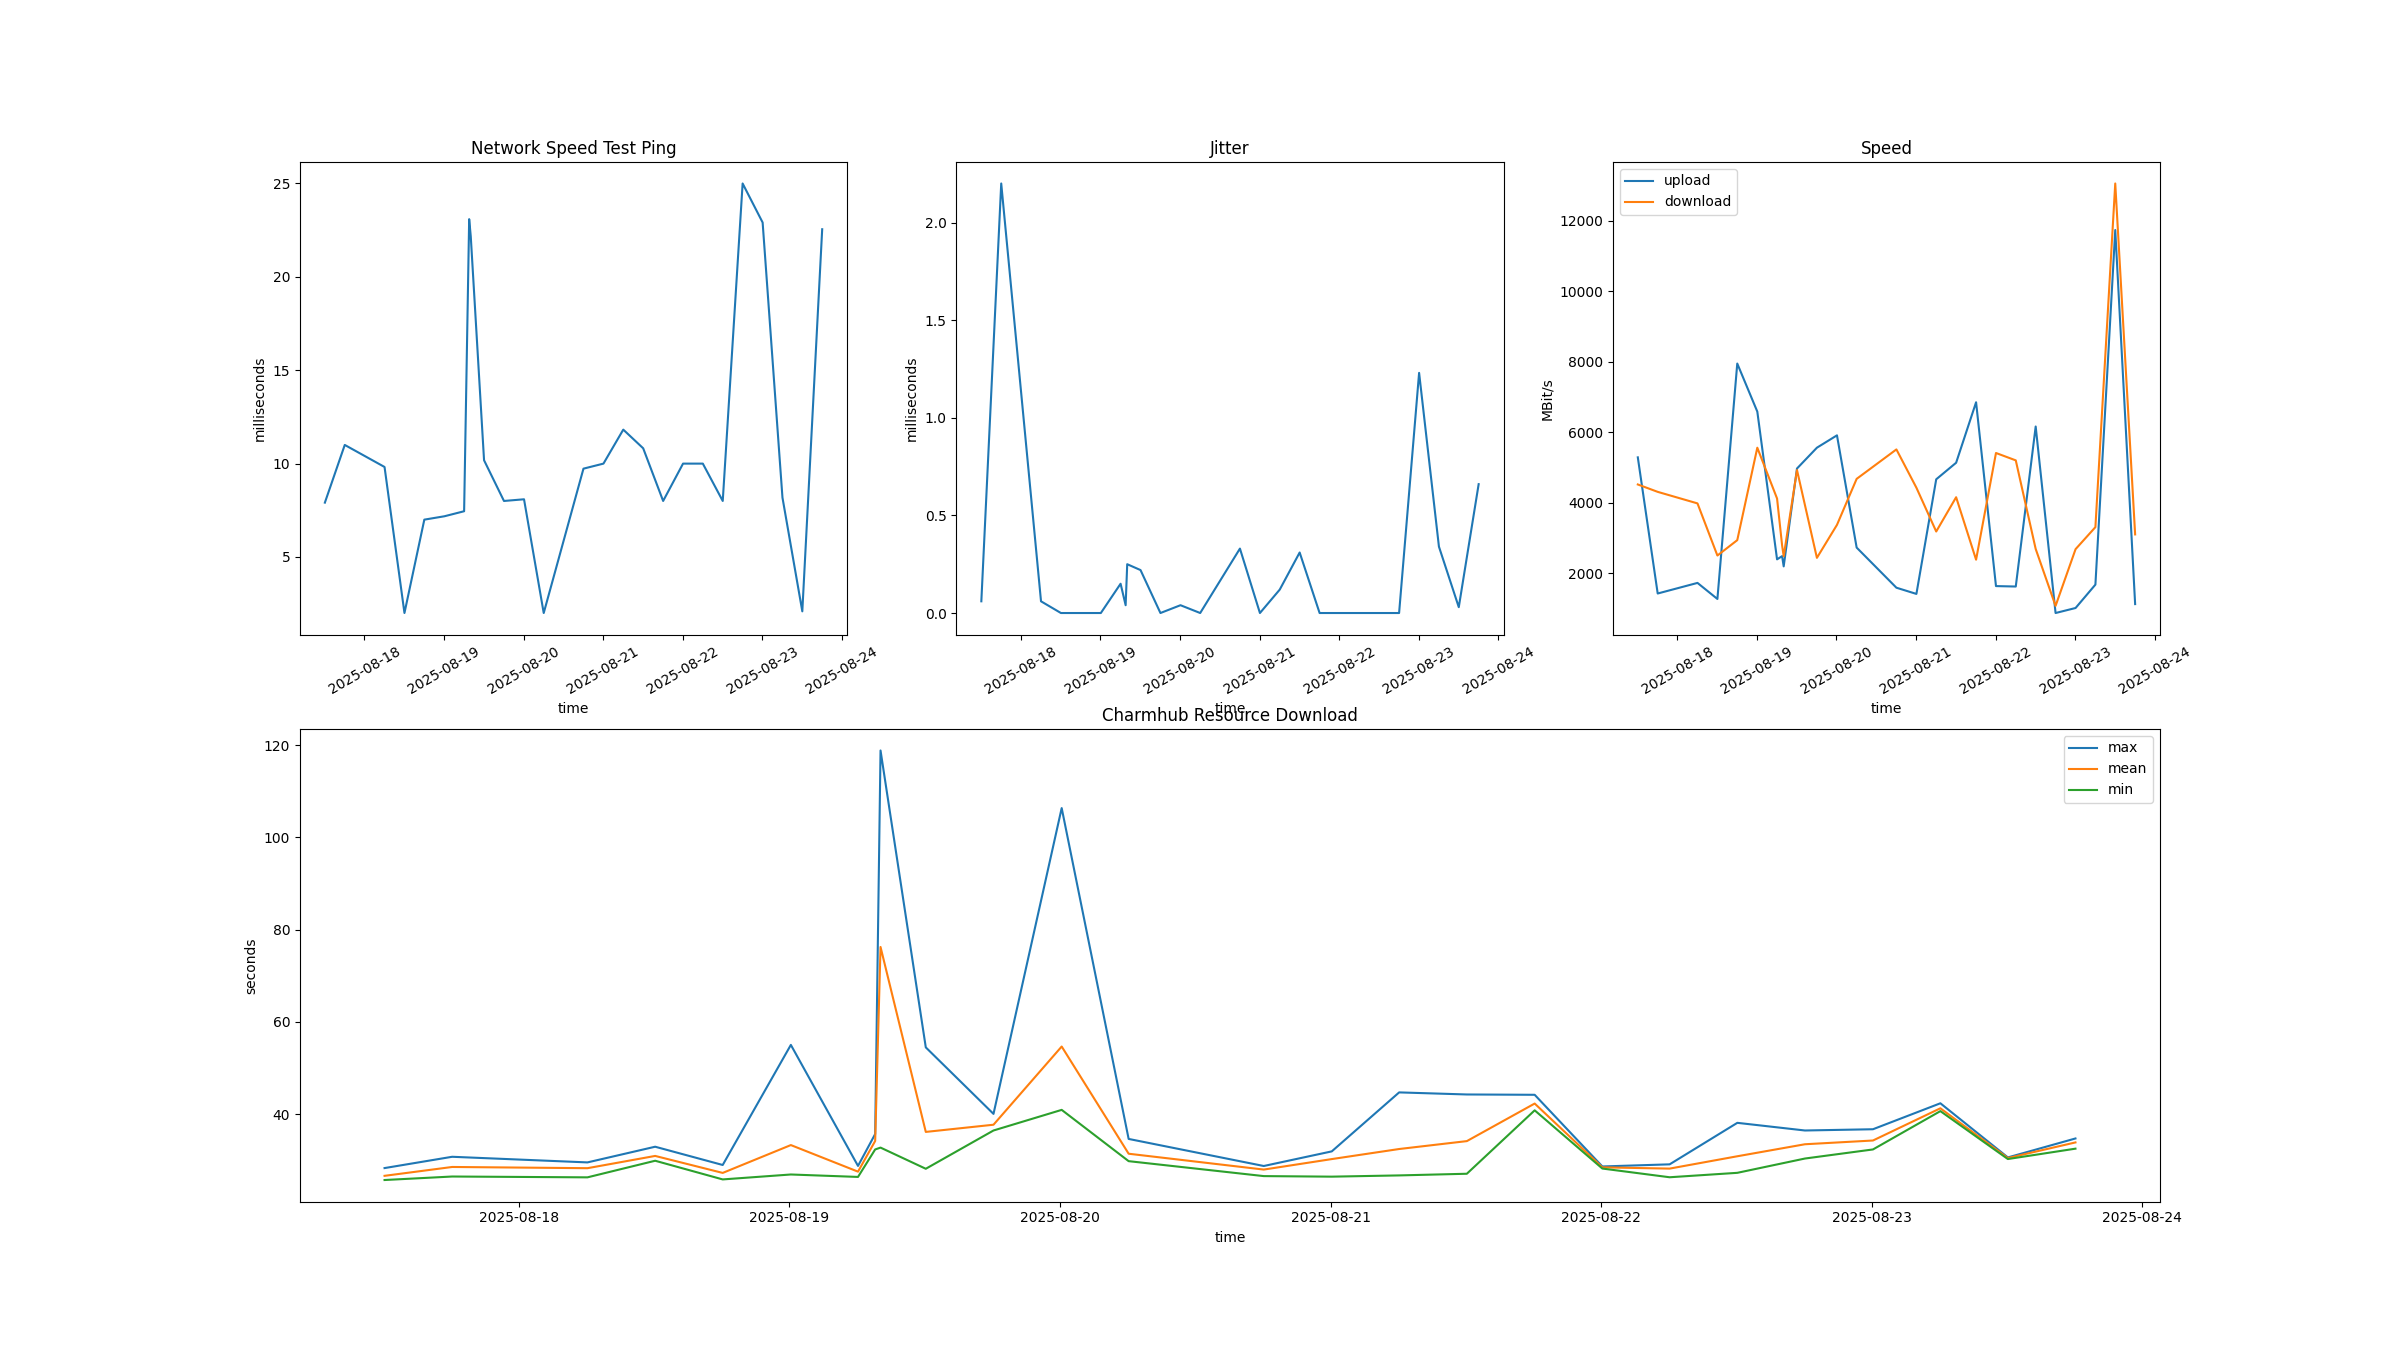 Network Speed Test Ping
milliseconds
25
20
15
10
5
2025-08-18
2025-08-19
2025-08-20
2025-08-21
2025-08-22
2025-08-23
2025-08-24
time
Jitter
milliseconds
2.0
1.5
1.0
0.5
0.0
2025-08-18
2025-08-19
2025-08-20
2025-08-21
2025-08-22
2025-08-23
2025-08-24
time
Speed
upload
download
MBit/s
12000
10000
8000
6000
4000
2000
2025-08-18
2025-08-19
2025-08-20
2025-08-21
2025-08-22
2025-08-23
2025-08-24
time
Charmhub Resource Download
max
mean
min
seconds
120
100
80
60
40
2025-08-18
2025-08-19
2025-08-20
2025-08-21
2025-08-22
2025-08-23
2025-08-24
time